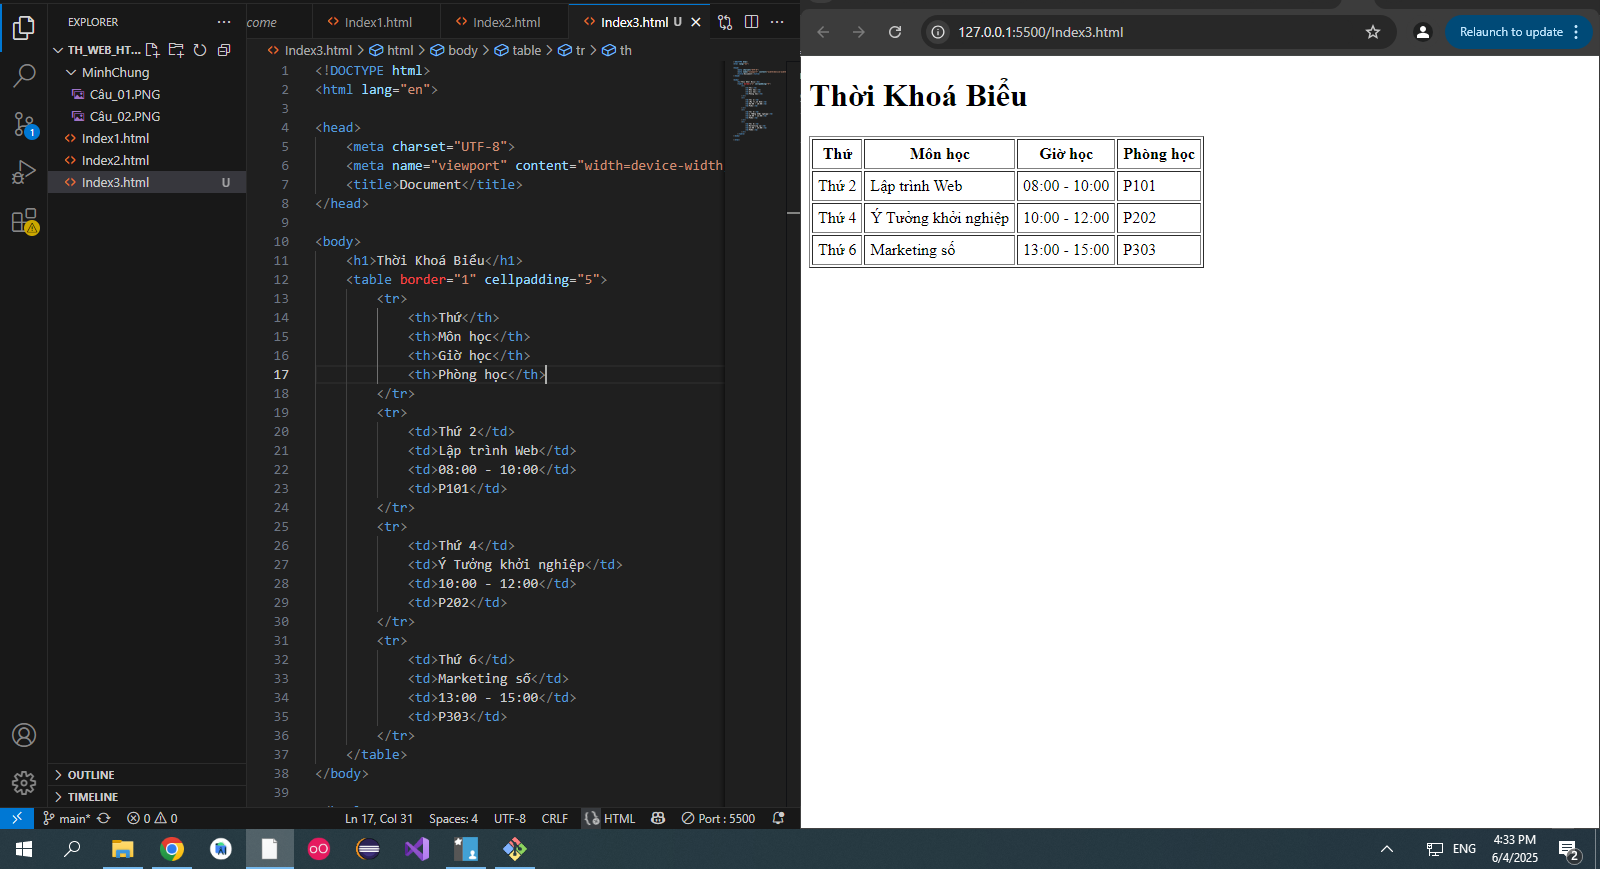 EXPLORER
TH_WEB_HT...
MinhChung
Câu_01.PNG
Câu_02.PNG
Index1.html
Index2.html
Index3.html U
OUTLINE
TIMELINE
come Index1.html Index2.html Index3.html U
Index3.html > html > body > table > tr > th
1 <!DOCTYPE html>
2 <html lang="en">
3
4 <head>
5 <meta charset="UTF-8">
6 <meta name="viewport" content="width=device-width
7 <title>Document</title>
8 </head>
9
10 <body>
11 <h1>Thời Khoá Biểu</h1>
12 <table border="1" cellpadding="5">
13 <tr>
14 <th>Thứ</th>
15 <th>Môn học</th>
16 <th>Giờ học</th>
17 <th>Phòng học</th>
18 </tr>
19 <tr>
20 <td>Thứ 2</td>
21 <td>Lập trình Web</td>
22 <td>08:00 - 10:00</td>
23 <td>P101</td>
24 </tr>
25 <tr>
26 <td>Thứ 4</td>
27 <td>Ý Tưởng khởi nghiệp</td>
28 <td>10:00 - 12:00</td>
29 <td>P202</td>
30 </tr>
31 <tr>
32 <td>Thứ 6</td>
33 <td>Marketing số</td>
34 <td>13:00 - 15:00</td>
35 <td>P303</td>
36 </tr>
37 </table>
38 </body>
39
1
main* 0 0 Ln 17, Col 31 Spaces: 4 UTF-8 CRLF HTML Port : 5500
127.0.0.1:5500/Index3.html Relaunch to update
Thời Khoá Biểu
Thứ Môn học Giờ học Phòng học
Thứ 2 Lập trình Web 08:00 - 10:00 P101
Thứ 4 Ý Tưởng khởi nghiệp 10:00 - 12:00 P202
Thứ 6 Marketing số 13:00 - 15:00 P303
ENG
4:33 PM
6/4/2025
2